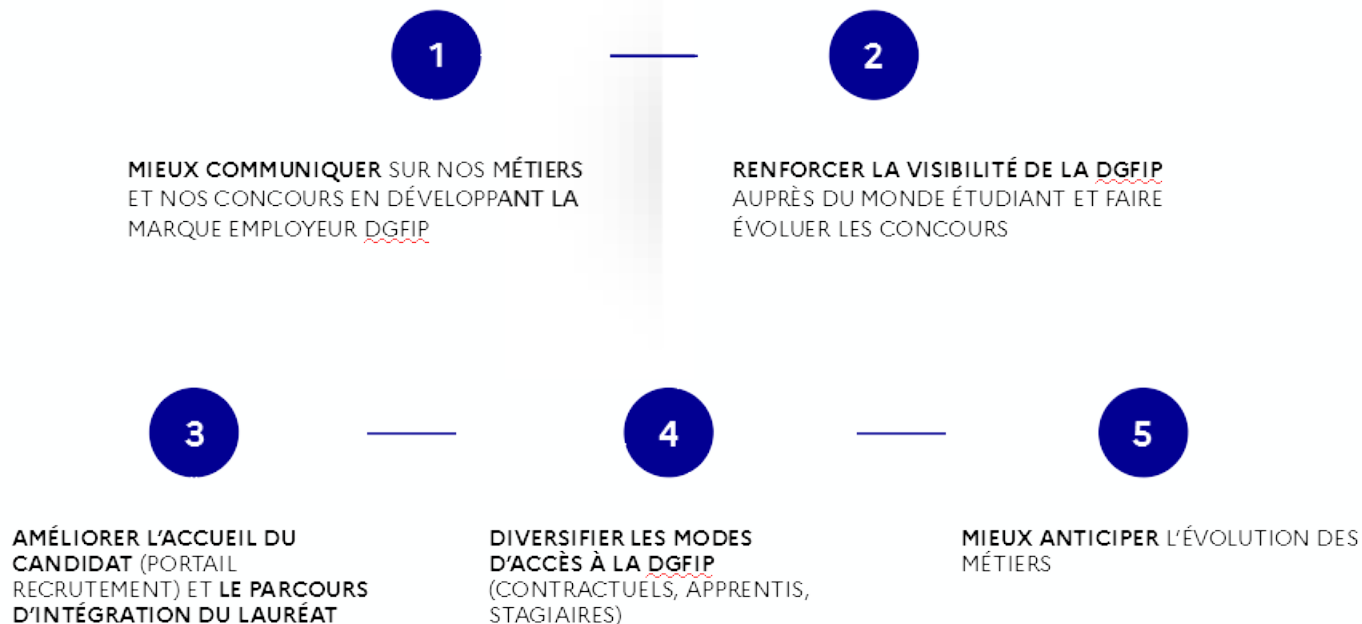 1
2
MIEUX COMMUNIQUER SUR NOS MÉTIERS
ET NOS CONCOURS EN DÉVELOPPANT LA
MARQUE EMPLOYEUR DGFIP
RENFORCER LA VISIBILITÉ DE LA DGFIP
AUPRÈS DU MONDE ÉTUDIANT ET FAIRE
ÉVOLUER LES CONCOURS
3
4
5
AMÉLIORER L'ACCUEIL DU
CANDIDAT (PORTAIL
RECRUTEMENT) ET LE PARCOURS
D'INTÉGRATION DU LAURÉAT
DIVERSIFIER LES MODES
D'ACCÈS À LA DGFIP
(CONTRACTUELS, APPRENTIS,
STAGIAIRES)
MIEUX ANTICIPER L'ÉVOLUTION DES
MÉTIERS